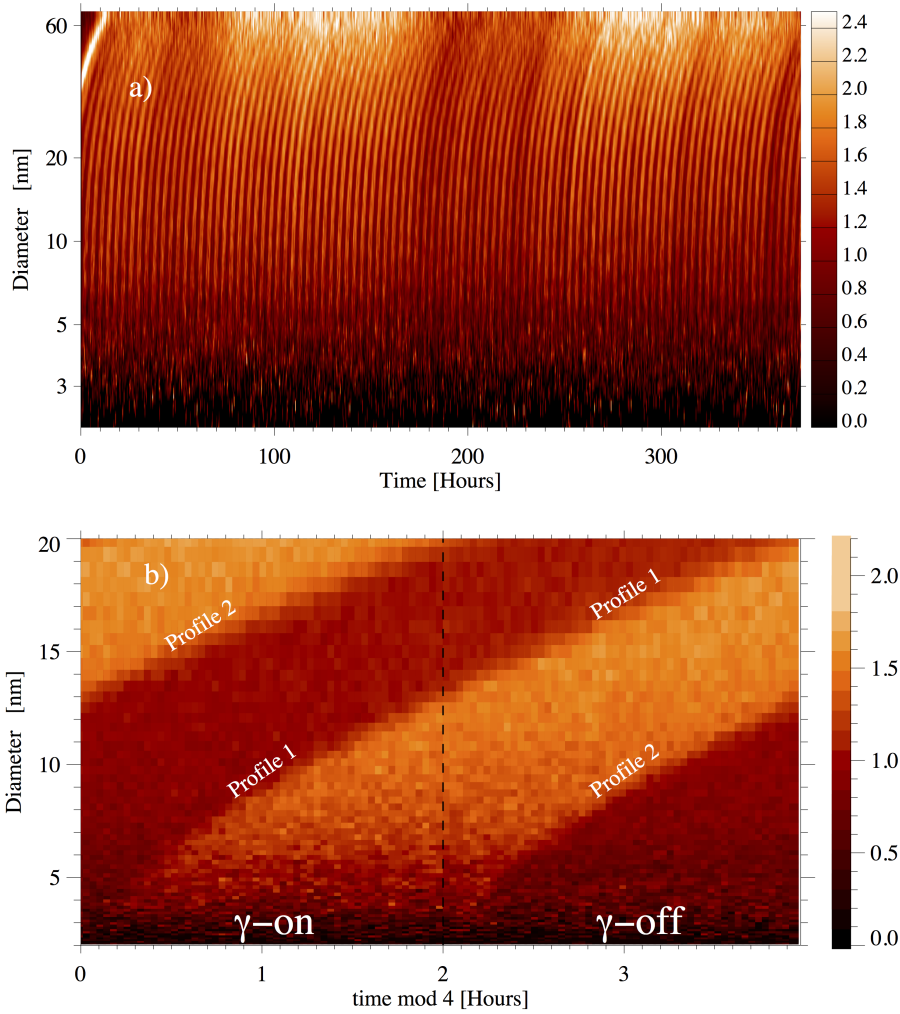 60
20
10
5
3
Diameter [nm]
a)
0
100
200
300
Time [Hours]
2.4
2.2
2.0
1.8
1.6
1.4
1.2
1.0
0.8
0.6
0.4
0.2
0.0
20
15
10
5
Diameter [nm]
b)
Profile 2
Profile 1
Profile 1
Profile 2
γ−on
γ−off
0
1
2
3
time mod 4 [Hours]
2.0
1.5
1.0
0.5
0.0